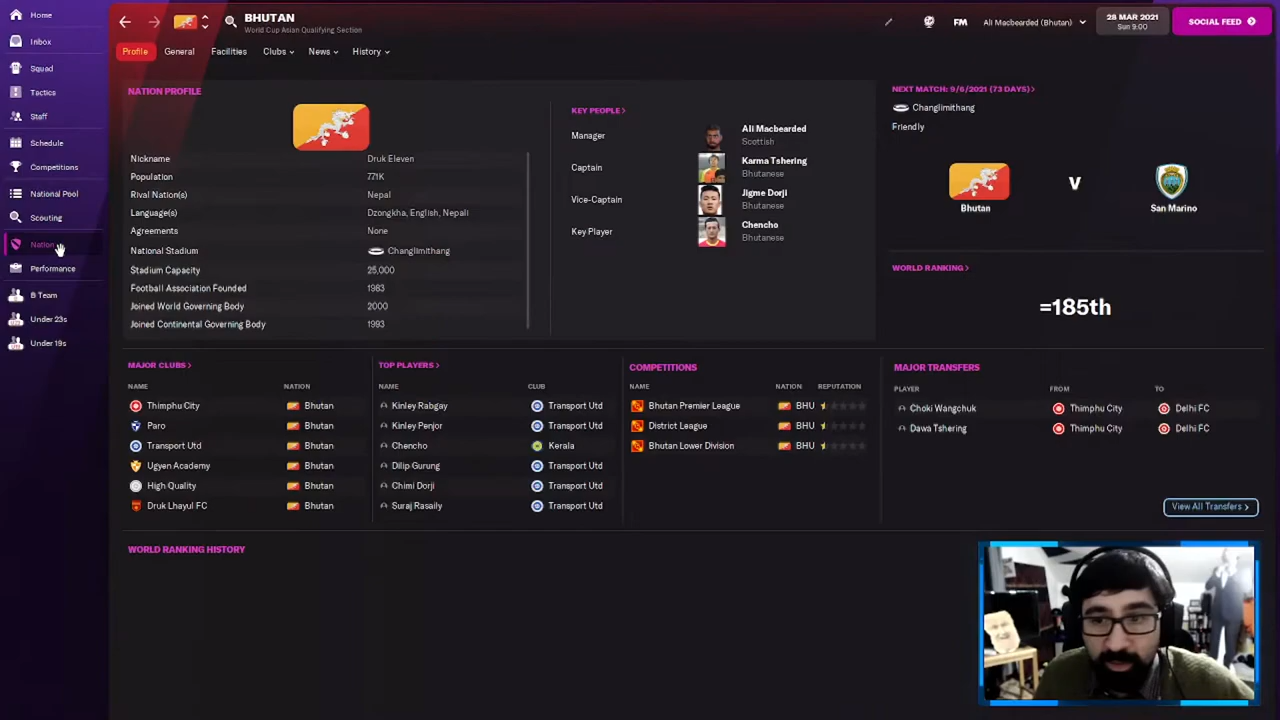 Home
Inbox
Squad
Tactics
Staff
Schedule
Competitions
National Pool
Scouting
Nation
Performance
B Team
Under 23s
Under 19s
BHUTAN
World Cup Asian Qualifying Section
FM
Ali Macbearded (Bhutan)
28 MAR 2021
Sun 9:00
SOCIAL FEED
Profile General Facilities Clubs News History
NATION PROFILE
Nickname Druk Eleven
Population 771K
Rival Nation(s) Nepal
Language(s) Dzongkha, English, Nepali
Agreements None
National Stadium Changlimithang
Stadium Capacity 25,000
Football Association Founded 1983
Joined World Governing Body 2000
Joined Continental Governing Body 1993
KEY PEOPLE >
Manager Ali Macbearded
Scottish
Captain Karma Tshering
Bhutanese
Vice-Captain Jigme Dorji
Bhutanese
Key Player Chencho
Bhutanese
NEXT MATCH: 9/6/2021 (73 DAYS) >
Changlimithang
Friendly
V
Bhutan San Marino
WORLD RANKING >
=185th
MAJOR CLUBS >
NAME NATION
Thimphu City Bhutan
Paro Bhutan
Transport Utd Bhutan
Ugyen Academy Bhutan
High Quality Bhutan
Druk Lhayul FC Bhutan
TOP PLAYERS >
NAME CLUB
Kinley Rabgay Transport Utd
Kinley Penjor Transport Utd
Chencho Kerala
Dilip Gurung Transport Utd
Chimi Dorji Transport Utd
Suraj Rasaily Transport Utd
COMPETITIONS
NAME NATION REPUTATION
Bhutan Premier League BHU
District League BHU
Bhutan Lower Division BHU
MAJOR TRANSFERS
PLAYER FROM TO
Choki Wangchuk Thimphu City Delhi FC
Dawa Tshering Thimphu City Delhi FC
View All Transfers >
WORLD RANKING HISTORY